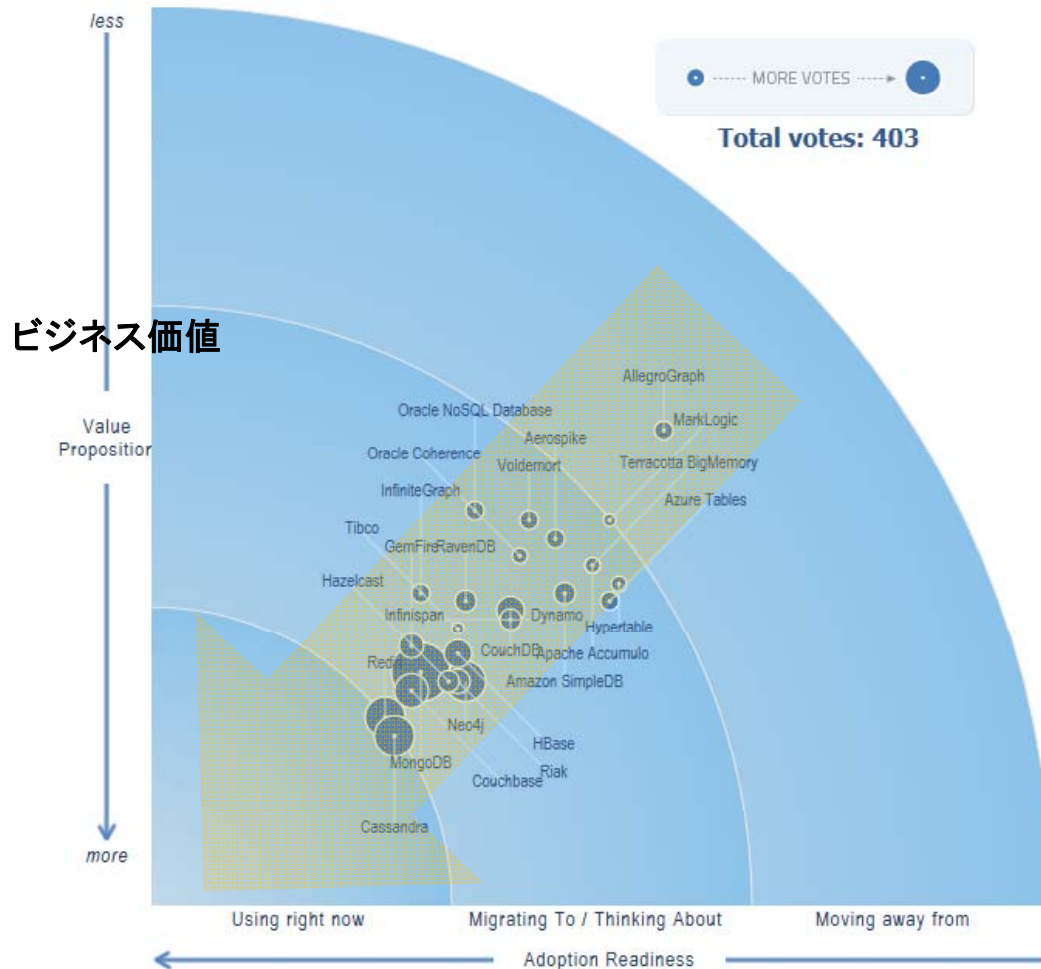 less
MORE VOTES
Total votes: 403
ビジネス価値
Value
Proposition
AllegroGraph
Oracle NoSQL Database
MarkLogic
Aerospike
Oracle Coherence
Voldemort
Terracotta BigMemory
InfiniteGraph
Azure Tables
Tibco
GemFire
RavenDB
Hazelcast
Infinispan
Dynamo
Hypertable
CouchDB
Apache Accumulo
Redis
Amazon SimpleDB
Neo4j
HBase
MongoDB
Riak
Couchbase
Cassandra
more
Using right now
Migrating To / Thinking About
Moving away from
Adoption Readiness